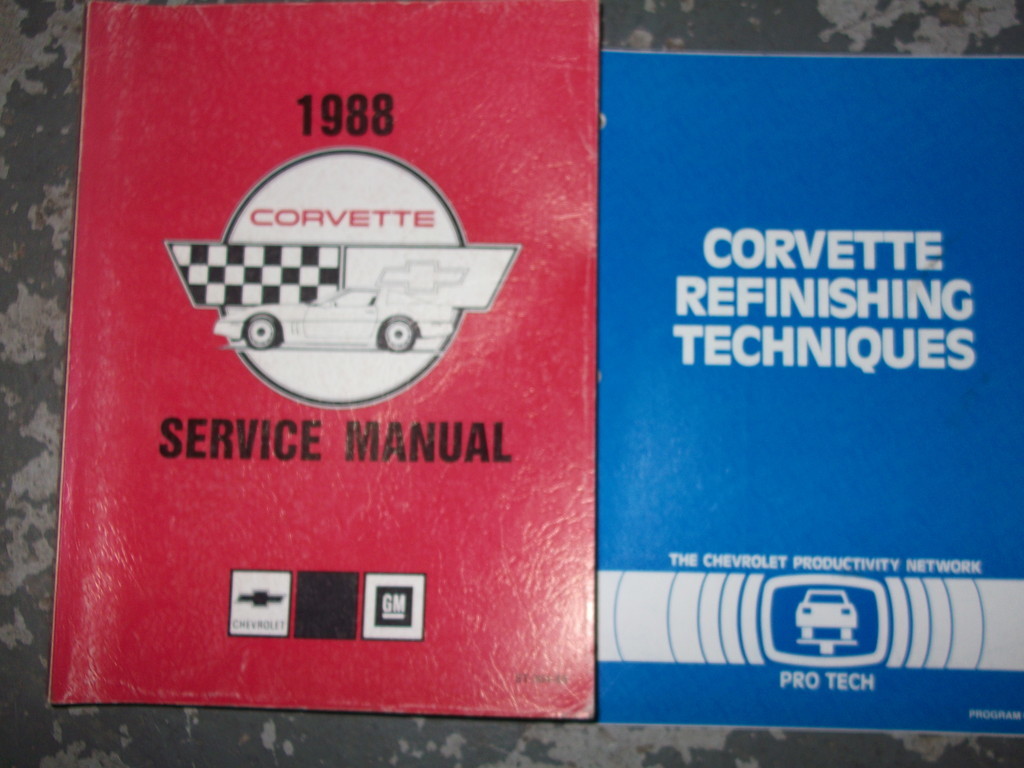 1988
CORVETTE
SERVICE MANUAL
CHEVROLET
GM
CORVETTE
REFINISHING
TECHNIQUES
THE CHEVROLET PRODUCTIVITY NETWORK
PRO TECH
PROGRAM